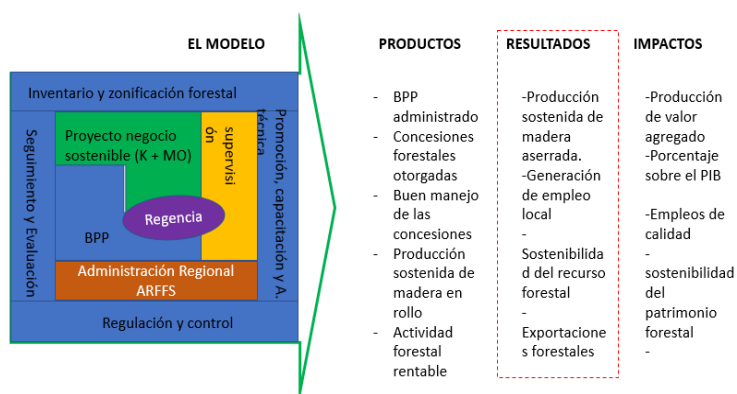 EL MODELO
Inventario y zonificación forestal
Seguimiento y Evaluación
Proyecto negocio
sostenible (K + MO)
supervisi
ón
Promoción, capacitación y A.
técnica
Regencia
BPP
Administración Regional
ARFFS
Regulación y control
PRODUCTOS
- BPP
administrado
- Concesiones
forestales
otorgadas
- Buen manejo
de las
concesiones
- Producción
sostenida de
madera en
rollo
- Actividad
forestal
rentable
RESULTADOS
-Producción
sostenida de
madera
aserrada.
-Generación
de empleo
local
-
Sostenibilida
d del recurso
forestal
-
Exportacione
s forestales
IMPACTOS
-Producción
de valor
agregado
-Porcentaje
sobre el PIB
-Empleos de
calidad
-
sostenibilidad
del
patrimonio
forestal
-